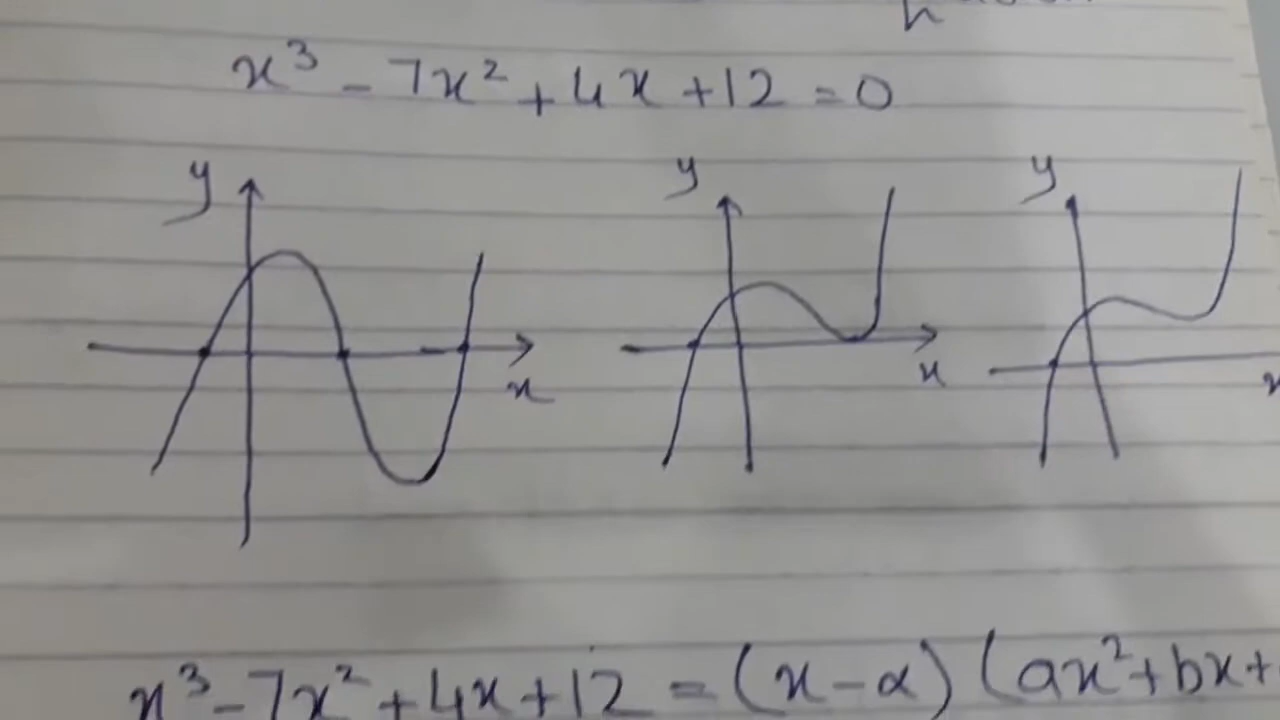 x³ - 7x² + 4x + 12 = 0
y y y
x x x
x³ - 7x² + 4x + 12 = (x - α) (ax² + bx +